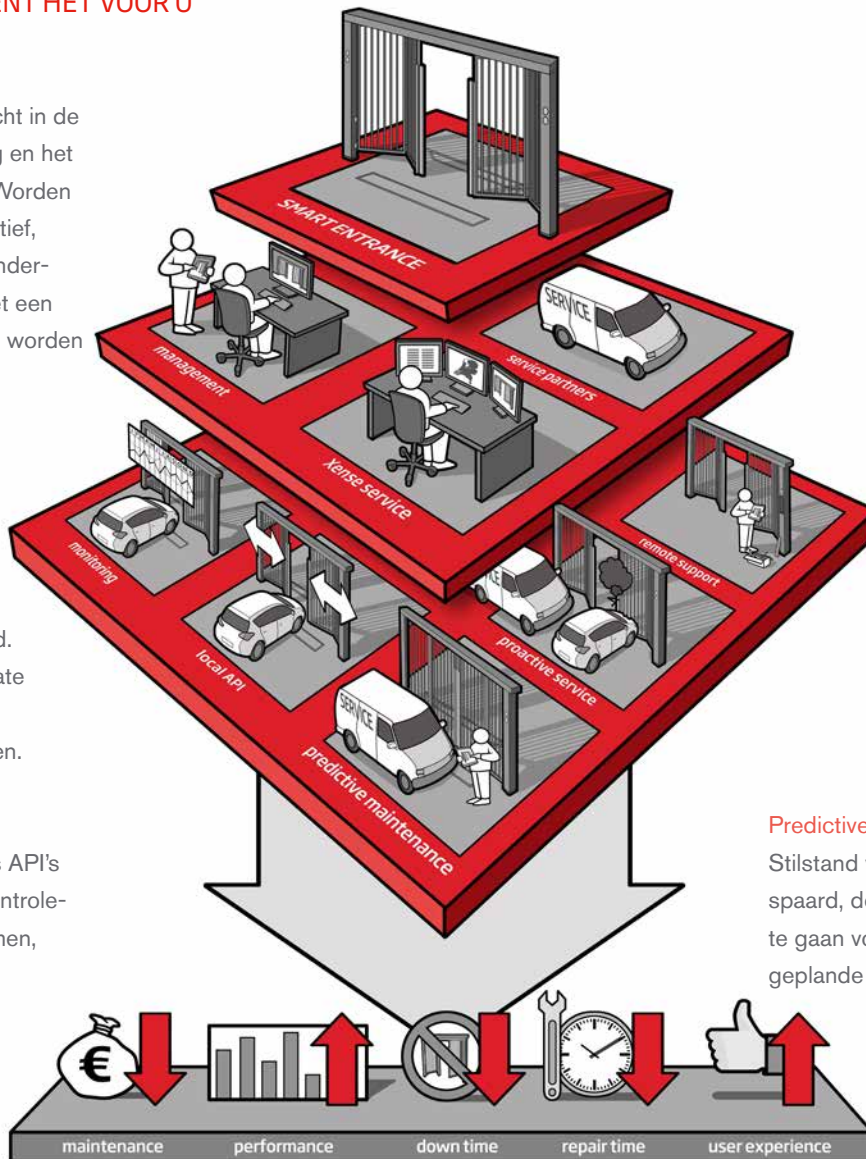 ENT HET VOOR U
cht in de
g en het
Worden
tief,
nder-
et een
worden
SMART ENTRANCE
management
SERVICE
service partners
Xense service
monitoring
local API
SERVICE
predictive maintenance
proactive service
remote support
d.
ate
en.
s API's
ntrole-
nen,
Predictive
Stilstand
spaard, de
te gaan vo
geplande
€
maintenance
performance
down time
repair time
user experience